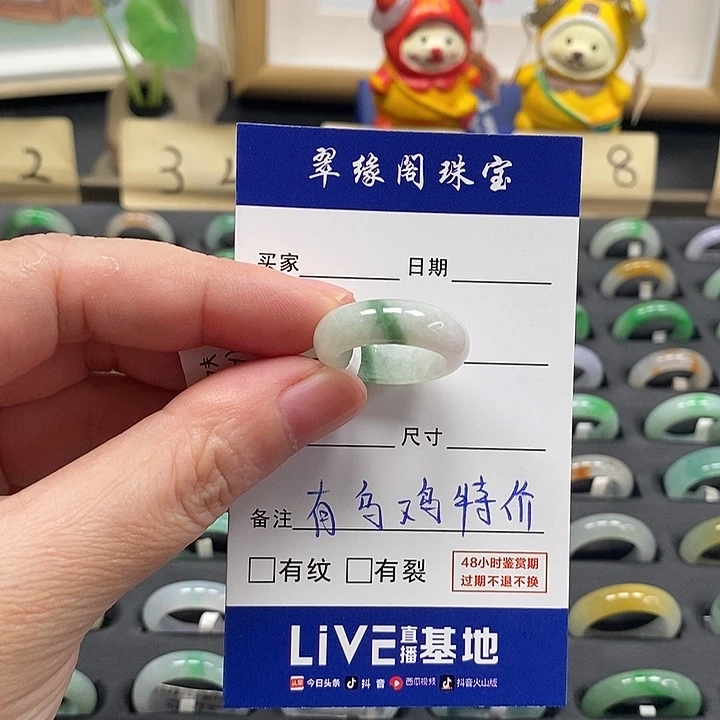 2
3
8
翠缘阁珠宝
买家 日期
尺寸
备注 有乌鸡特价
有纹 有裂
48小时鉴赏期
过期不退不换
LiVE直播基地
头条 今日头条 抖音 西瓜视频 抖音火山版